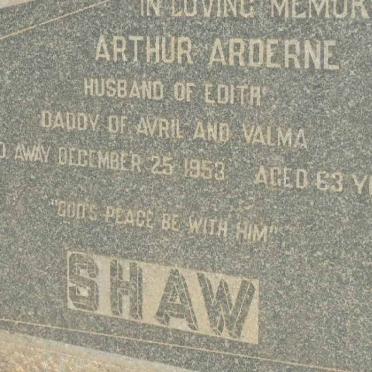 IN LOVING MEMOR
ARTHUR ARDERNE
HUSBAND OF EDITH
DADDY OF AVRIL AND VALMA
D AWAY DECEMBER 25 1953 AGED 63 Y
"GOD'S PEACE BE WITH HIM"
SHAW